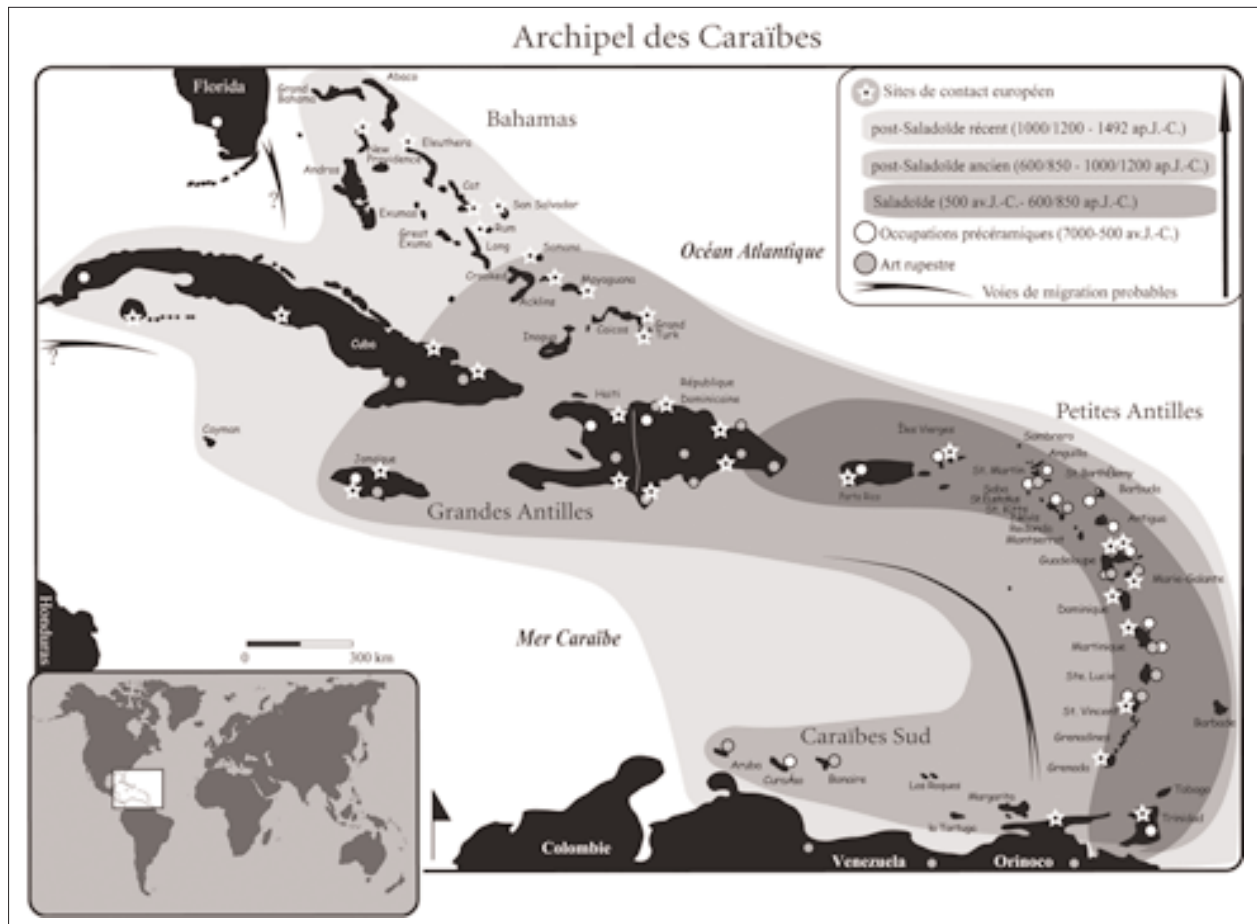 Archipel des Caraïbes
Florida
Grand
Bahama
Abaco
Bahamas
New
Providence
Eleuthera
Andros
Cat
San Salvador
Exumas
Rum
Great
Exuma
Long
Samana
Crooked
Mayaguana
Acklins
Inagua
Caicos
Grand
Turk
Océan Atlantique
Sites de contact européen
post-Saladoïde récent (1000/1200 - 1492 ap.J.-C.)
post-Saladoïde ancien (600/850 - 1000/1200 ap.J.-C.)
Saladoïde (500 av.J.-C.- 600/850 ap.J.-C.)
Occupations précéramiques (7000-500 av.J.-C.)
Art rupestre
Voies de migration probables
?
?
Cuba
Cayman
Jamaïque
Haïti
République
Dominicaine
Grandes Antilles
Petites Antilles
Îles Vierges
Porto Rico
Sombrero
Anguilla
St. Martin
St. Barthélemy
Saba
St Eustatius
St. Kitts
Nevis
Barbuda
Redonda
Antigua
Montserrat
Guadeloupe
Marie-Galante
Dominique
Martinique
Ste. Lucie
St. Vincent
Barbade
Grenadines
Grenada
Tobago
Trinidad
Mer Caraïbe
Honduras
0 300 km
Caraïbes Sud
Aruba
Curaçao
Bonaire
Los Roques
Margarita
la Tortuga
Colombie
Venezuela
Orinoco